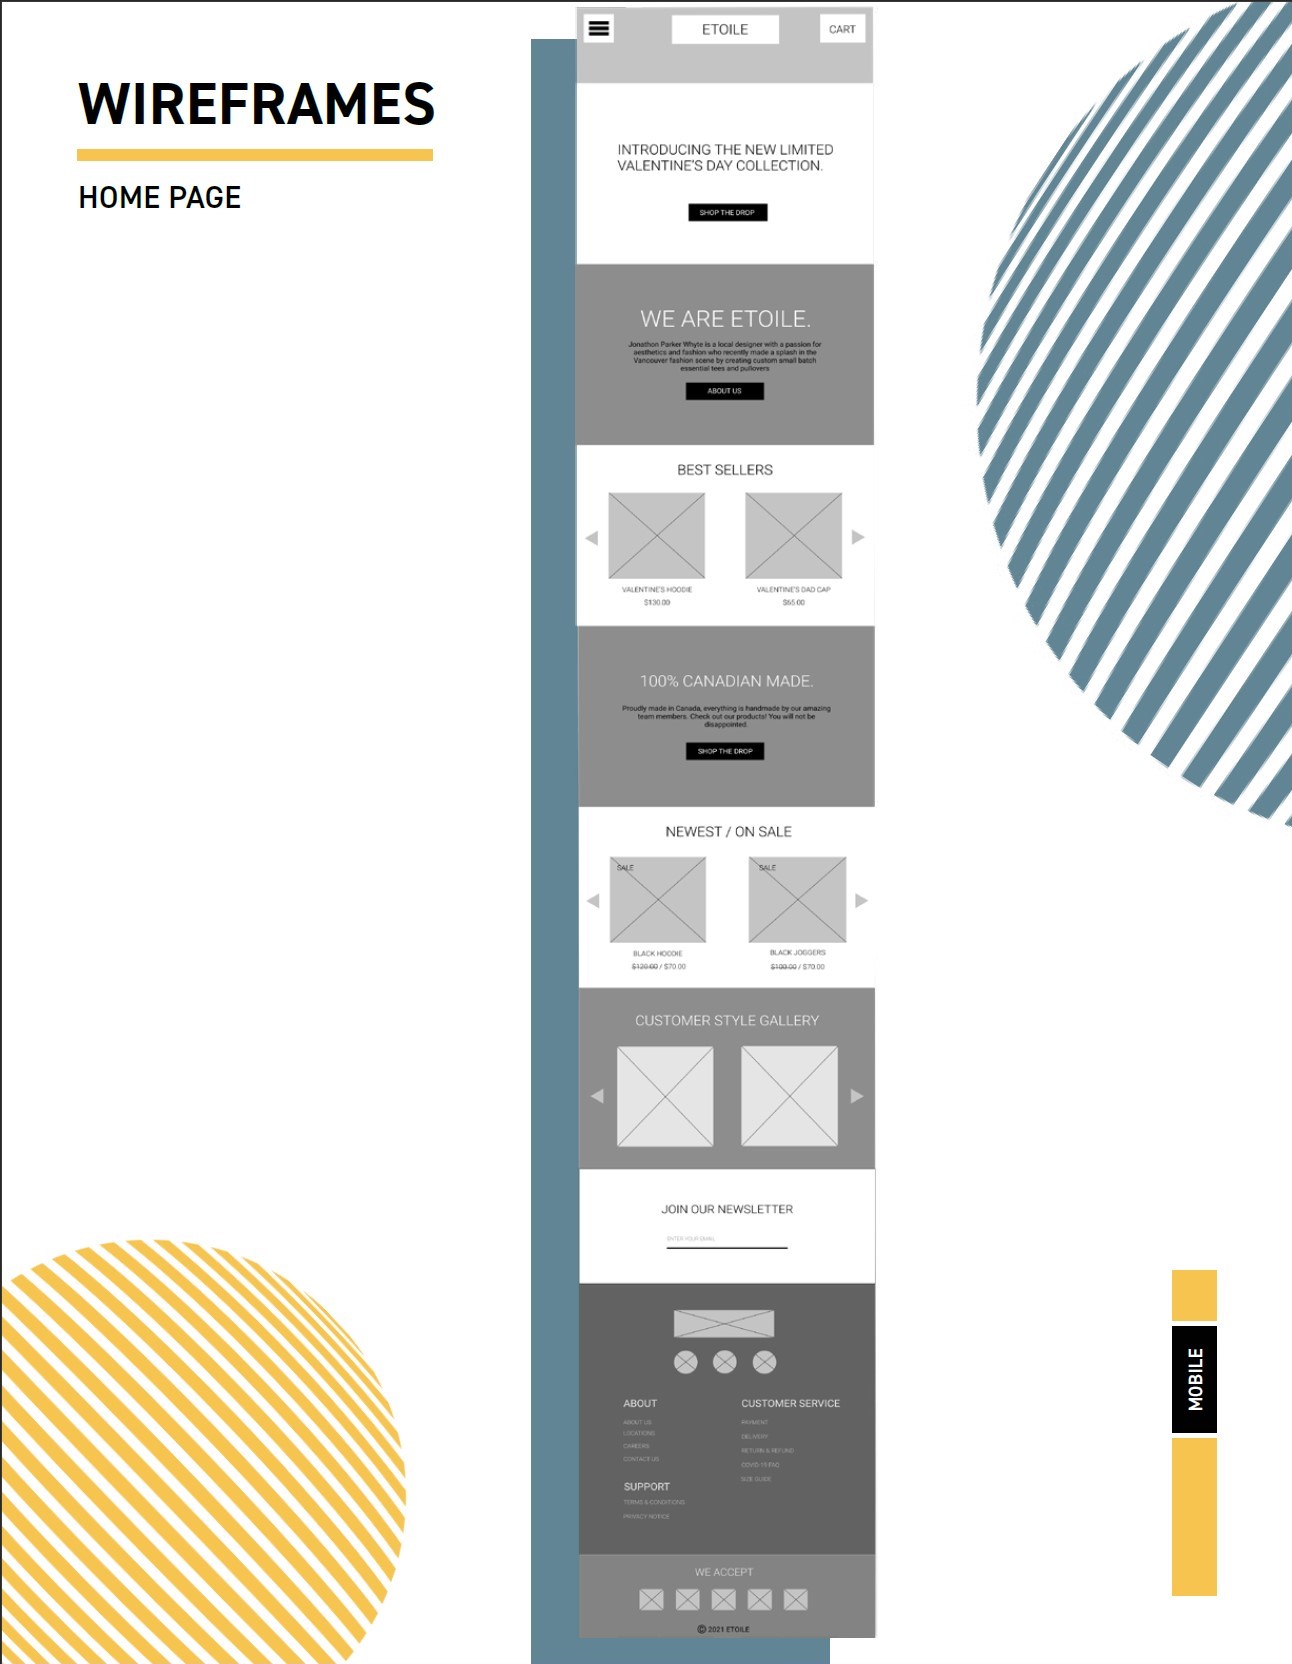 WIREFRAMES
HOME PAGE
ETOILE
CART
INTRODUCING THE NEW LIMITED
VALENTINE'S DAY COLLECTION.
SHOP THE DROP
WE ARE ETOILE.
Jonathon Parker Whyte is a local designer with a passion for
aesthetics and fashion who recently made a splash in the
Vancouver fashion scene by creating custom small batch
essential tees and pullovers
ABOUT US
BEST SELLERS
VALENTINE'S HOODIE
$130.00
VALENTINE'S DAD CAP
$65.00
100% CANADIAN MADE.
Proudly made in Canada, everything is handmade by our amazing
team members. Check out our products! You will not be
disappointed.
SHOP THE DROP
NEWEST / ON SALE
SALE
BLACK HOODIE
$120.00 / $70.00
SALE
BLACK JOGGERS
$100.00 / $70.00
CUSTOMER STYLE GALLERY
JOIN OUR NEWSLETTER
ENTER YOUR EMAIL
ABOUT
ABOUT US
LOCATIONS
CAREERS
CONTACT US
SUPPORT
TERMS & CONDITIONS
PRIVACY NOTICE
CUSTOMER SERVICE
PAYMENT
DELIVERY
RETURN & REFUND
COVID-19 FAQ
SIZE GUIDE
WE ACCEPT
© 2021 ETOILE
MOBILE